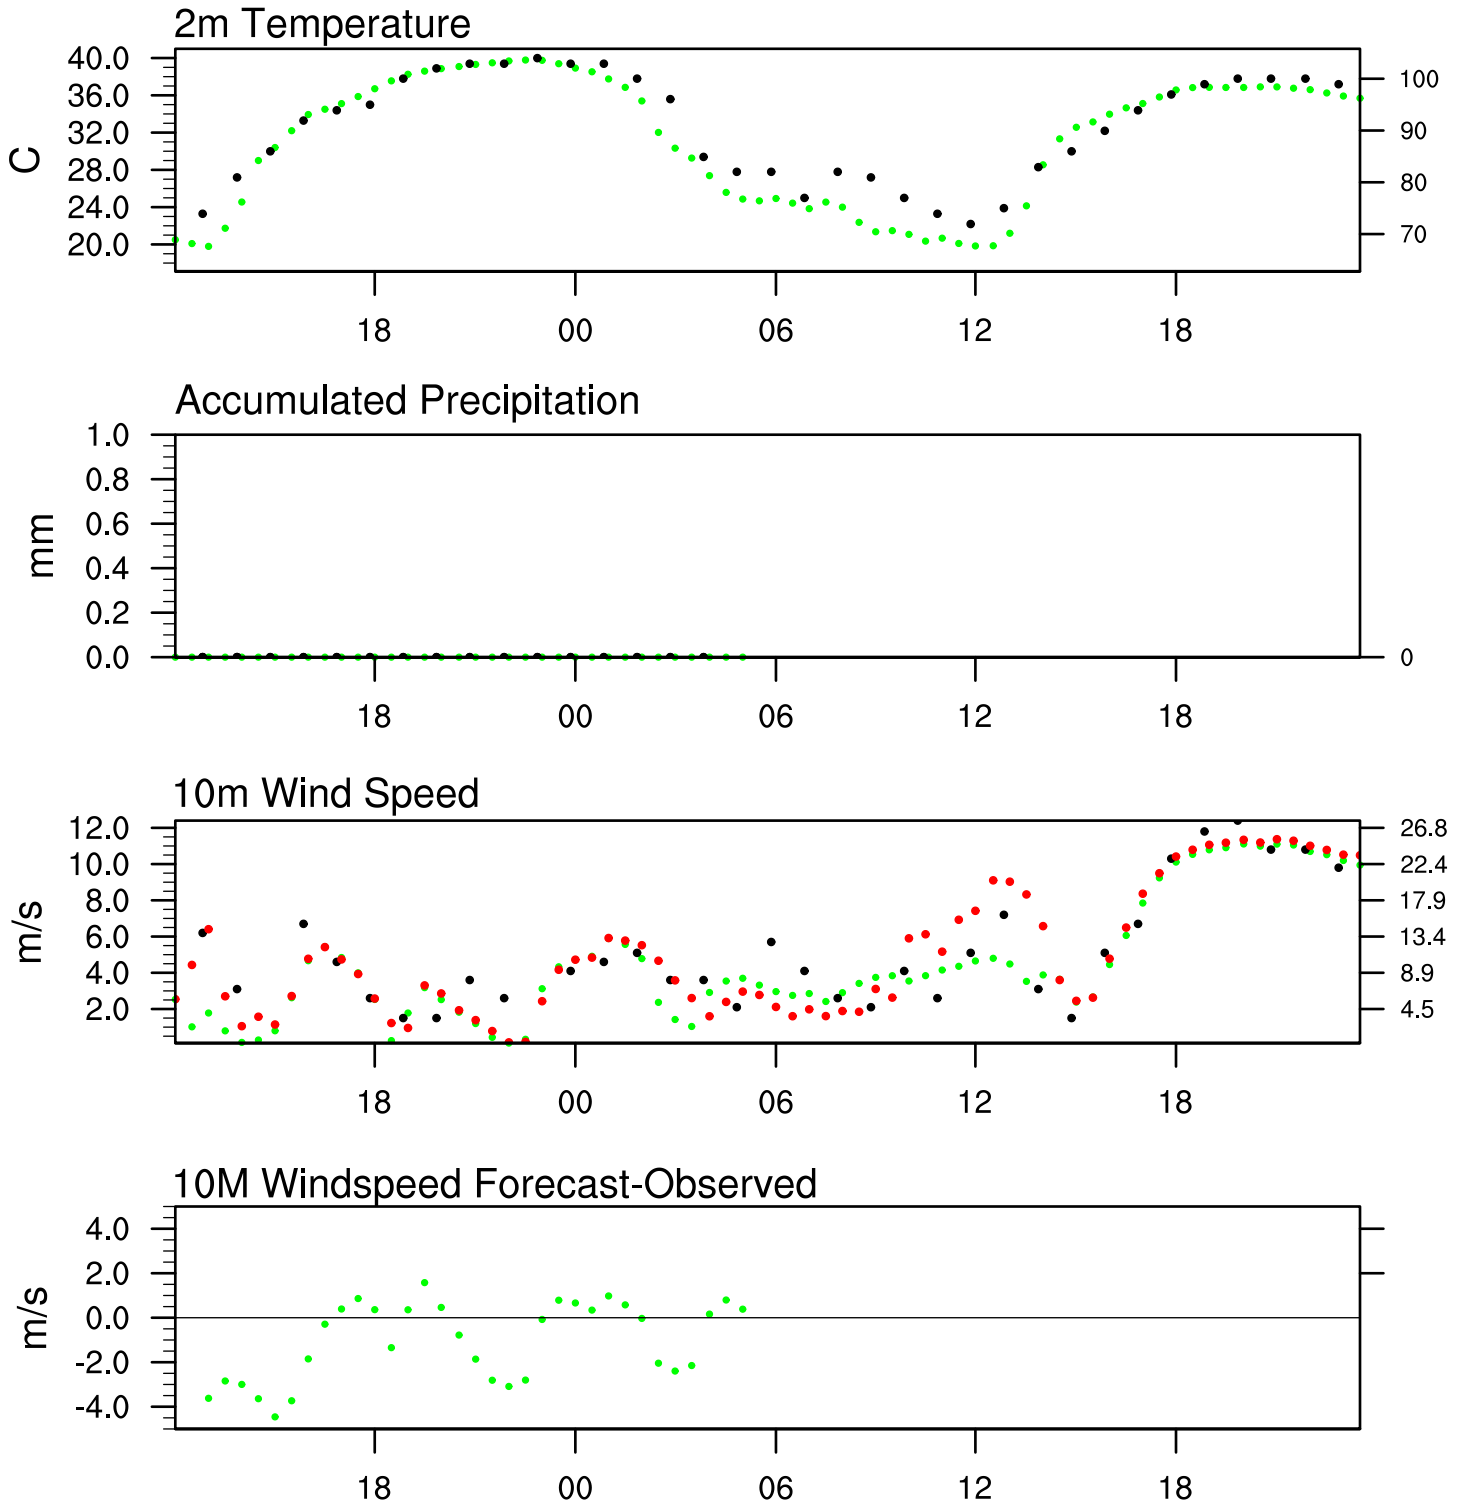 2m Temperature
40.0
36.0
32.0
28.0
24.0
20.0
C
100
90
80
70
18 00 06 12 18
Accumulated Precipitation
1.0
0.8
0.6
0.4
0.2
0.0
mm
0
18 00 06 12 18
10m Wind Speed
12.0
10.0
8.0
6.0
4.0
2.0
m/s
26.8
22.4
17.9
13.4
8.9
4.5
18 00 06 12 18
10M Windspeed Forecast-Observed
4.0
2.0
0.0
-2.0
-4.0
m/s
18 00 06 12 18